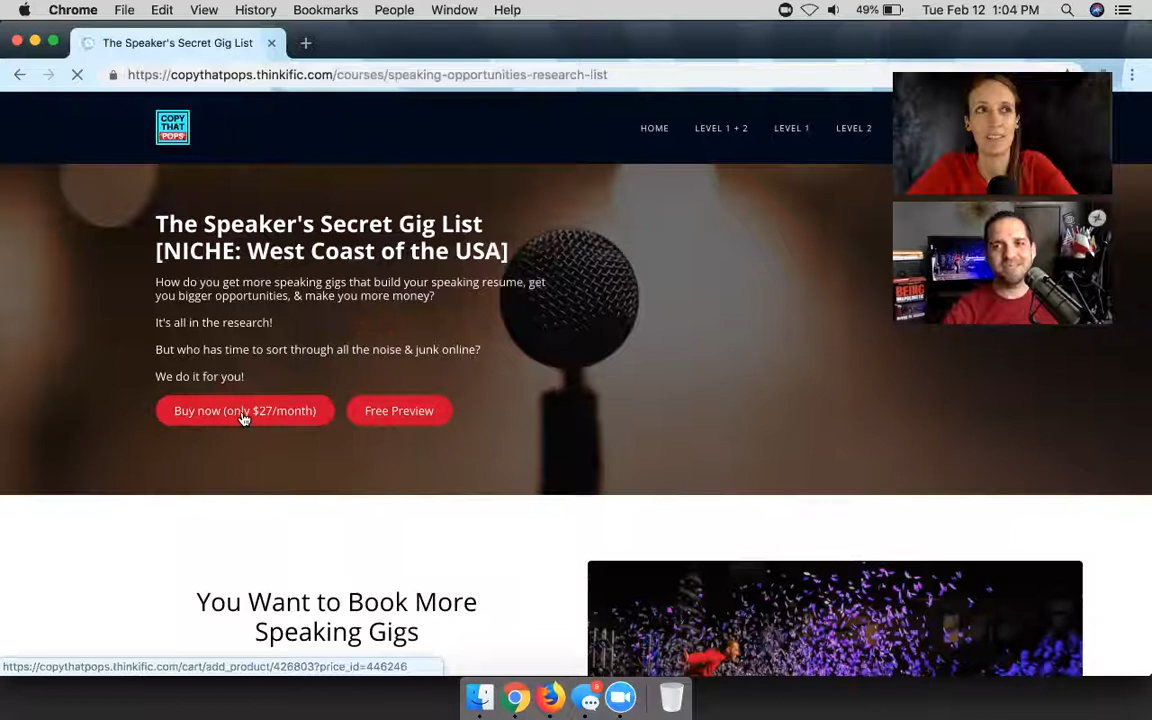 Chrome File Edit View History Bookmarks People Window Help 49% Tue Feb 12 1:04 PM
The Speaker's Secret Gig List
https://copythatpops.thinkific.com/courses/speaking-opportunities-research-list
COPY
THAT
POPS
HOME LEVEL 1 + 2 LEVEL 1 LEVEL 2
The Speaker's Secret Gig List
[NICHE: West Coast of the USA]
How do you get more speaking gigs that build your speaking resume, get
you bigger opportunities, & make you more money?
It's all in the research!
But who has time to sort through all the noise & junk online?
We do it for you!
Buy now (only $27/month) Free Preview
BEING
You Want to Book More
Speaking Gigs
https://copythatpops.thinkific.com/cart/add_product/426803?price_id=446246